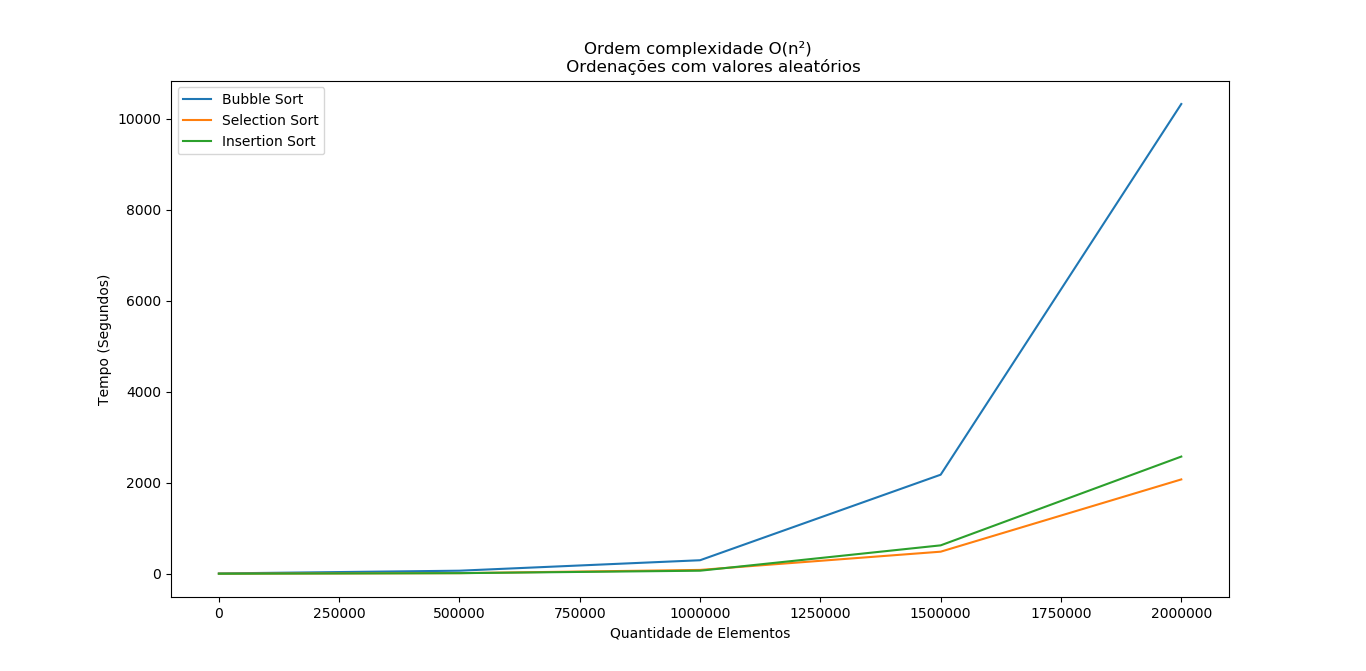 Ordem complexidade O(n²)
Ordenações com valores aleatórios
Bubble Sort
Selection Sort
Insertion Sort
Tempo (Segundos)
10000
8000
6000
4000
2000
0
0 250000 500000 750000 1000000 1250000 1500000 1750000 2000000
Quantidade de Elementos